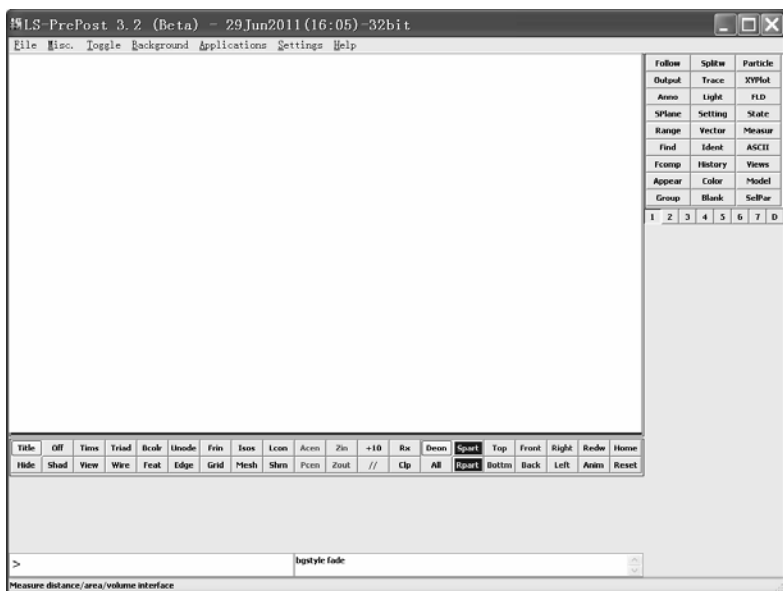 LS-PrePost 3.2 (Beta) - 29Jun2011(16:05)-32bit
File Misc. Toggle Background Applications Settings Help
Follow Splitw Particle
Output Trace XYPlot
Anno Light FLD
SPlane Setting State
Range Vector Measur
Find Ident ASCII
Fcomp History Views
Appear Color Model
Group Blank SelPar
1 2 3 4 5 6 7 D
Title Off Tims Triad Bcolr Unode Frin Isos Lcon Acen Zin +10 Rx Deon Spart Top Front Right Redw Home
Hide Shad View Wire Feat Edge Grid Mesh Shrn Pcen Zout // Clp All Rpart Bottm Back Left Anim Reset
> bgstyle fade
Measure distance/area/volume interface